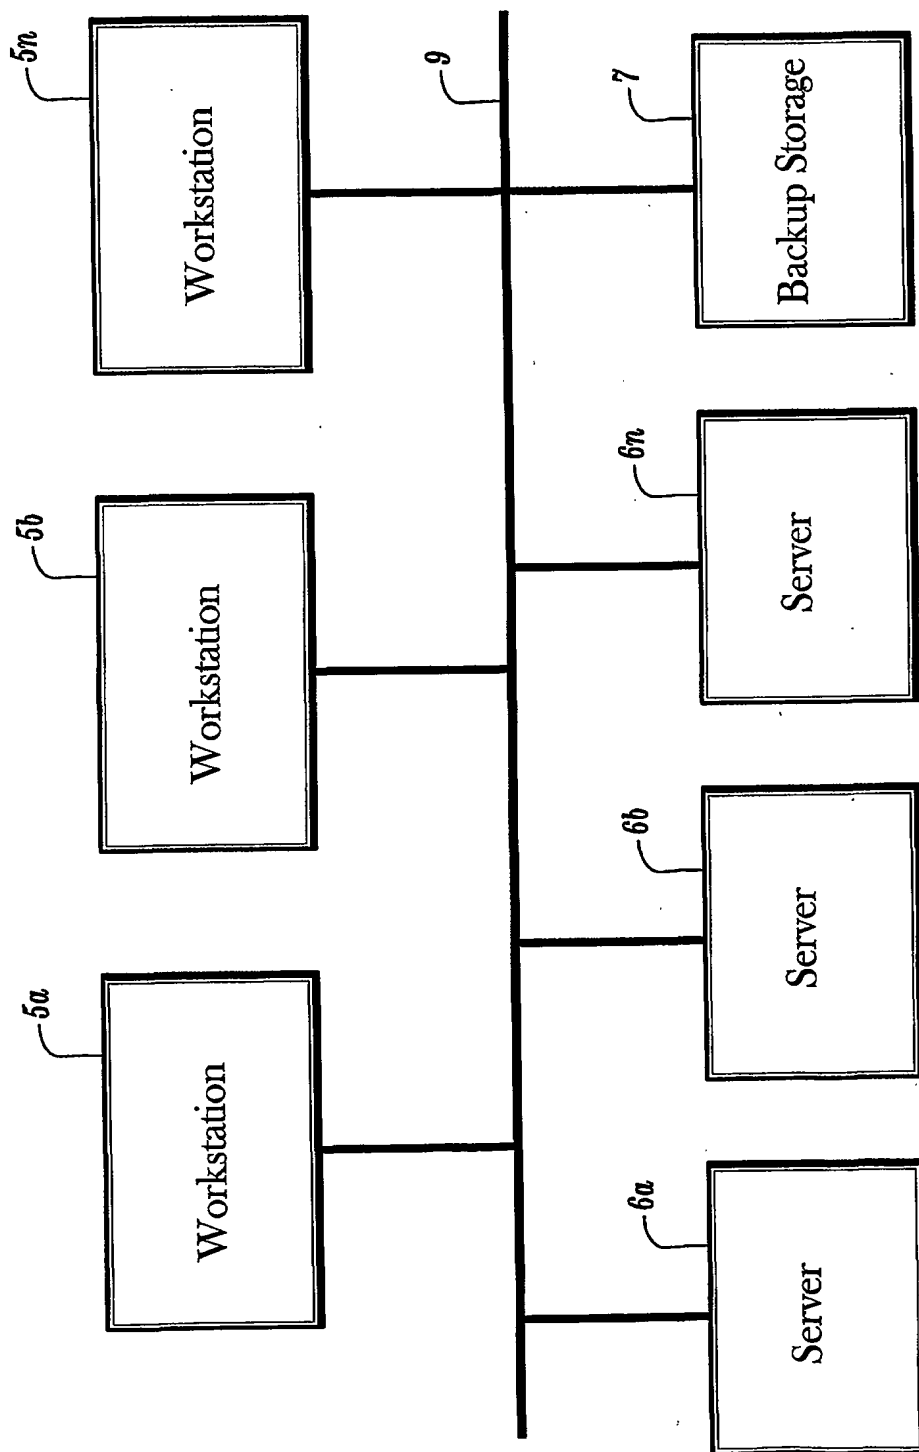 5a
Workstation
5b
Workstation
5n
Workstation
9
6a
Server
6b
Server
6n
Server
7
Backup Storage